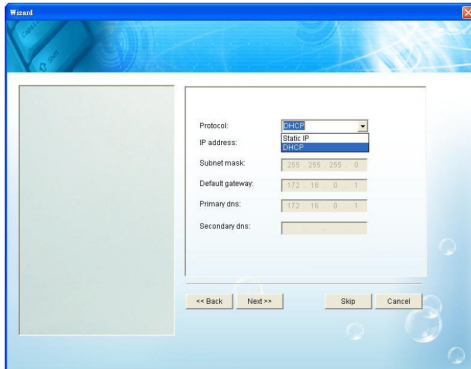 Wizard
Protocol: DHCP
Static IP
DHCP
IP address:
Subnet mask: 255 . 255 . 255 . 0
Default gateway: 172 . 16 . 0 . 1
Primary dns: 172 . 16 . 0 . 1
Secondary dns: . . .
<< Back Next >> Skip Cancel